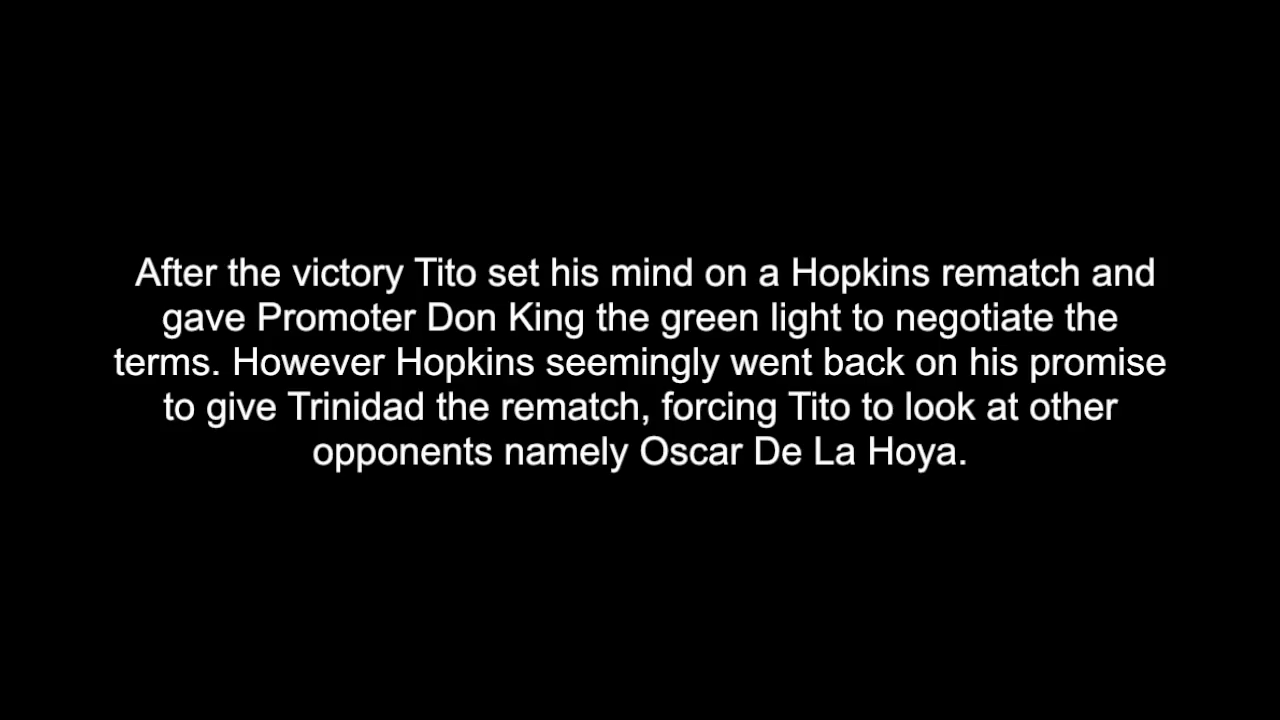 After the victory Tito set his mind on a Hopkins rematch and
gave Promoter Don King the green light to negotiate the
terms. However Hopkins seemingly went back on his promise
to give Trinidad the rematch, forcing Tito to look at other
opponents namely Oscar De La Hoya.